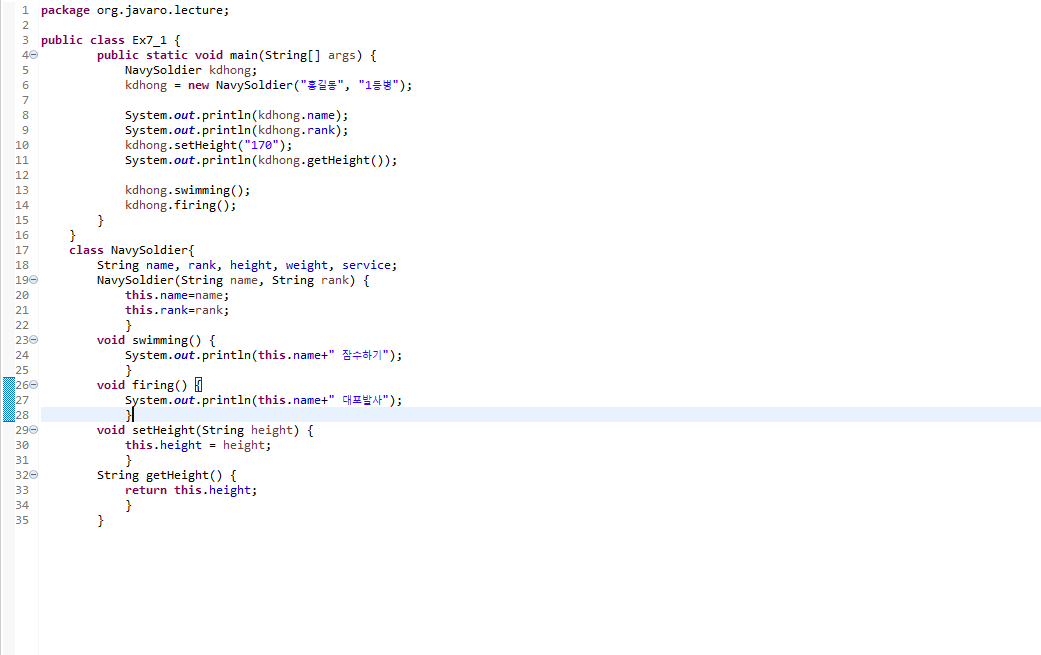 1 package org.javaro.lecture;
2
3 public class Ex7_1 {
4 public static void main(String[] args) {
5 NavySoldier kdhong;
6 kdhong = new NavySoldier("홍길동", "1등병");
7
8 System.out.println(kdhong.name);
9 System.out.println(kdhong.rank);
10 kdhong.setHeight("170");
11 System.out.println(kdhong.getHeight());
12
13 kdhong.swimming();
14 kdhong.firing();
15 }
16 }
17 class NavySoldier{
18 String name, rank, height, weight, service;
19 NavySoldier(String name, String rank) {
20 this.name=name;
21 this.rank=rank;
22 }
23 void swimming() {
24 System.out.println(this.name+" 잠수하기");
25 }
26 void firing() {
27 System.out.println(this.name+" 대포발사");
28 }
29 void setHeight(String height) {
30 this.height = height;
31 }
32 String getHeight() {
33 return this.height;
34 }
35 }